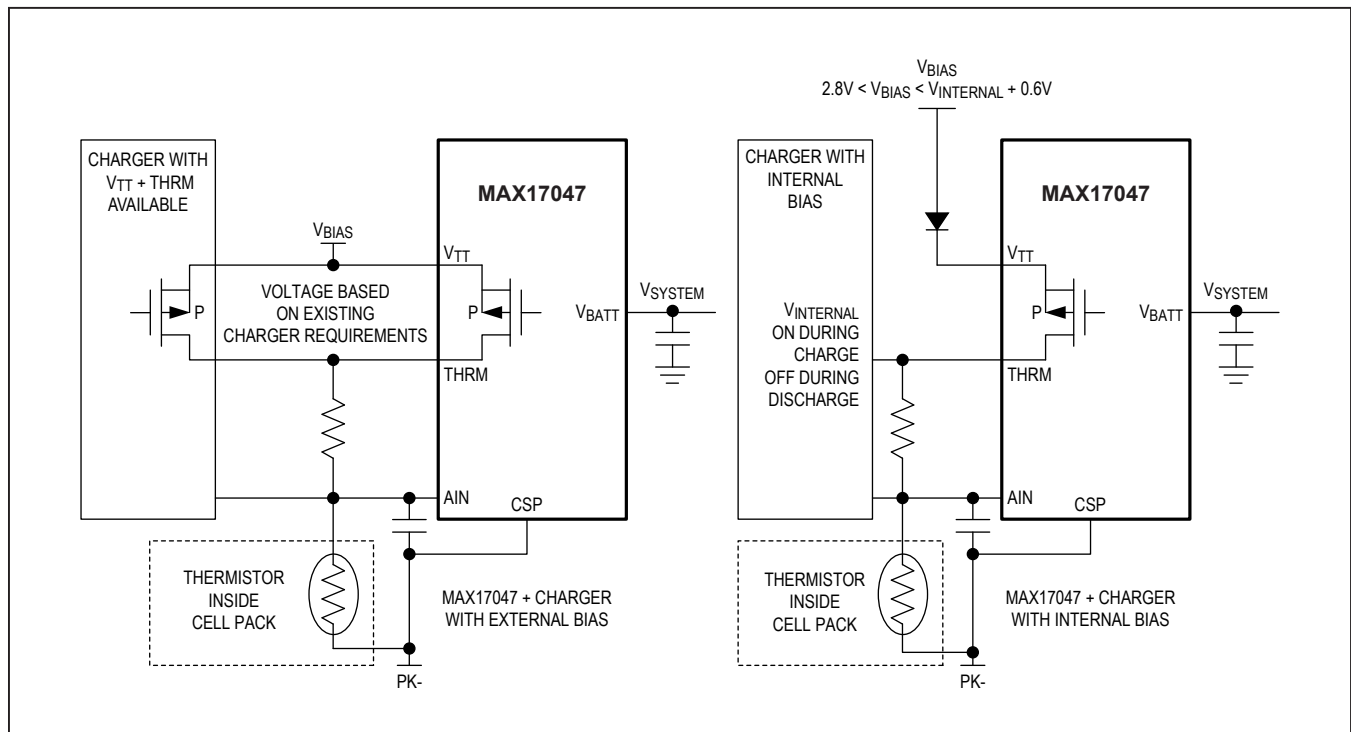 CHARGER WITH
VTT + THRM
AVAILABLE
VBIAS
VOLTAGE BASED
ON EXISTING
CHARGER REQUIREMENTS
P
MAX17047
VTT
P
VBATT
THRM
AIN
CSP
VSYSTEM
THERMISTOR
INSIDE
CELL PACK
MAX17047 + CHARGER
WITH EXTERNAL BIAS
PK-
VBIAS
2.8V < VBIAS < VINTERNAL + 0.6V
CHARGER WITH
INTERNAL
BIAS
VINTERNAL
ON DURING
CHARGE
OFF DURING
DISCHARGE
MAX17047
VTT
P
VBATT
THRM
AIN
CSP
VSYSTEM
THERMISTOR
INSIDE
CELL PACK
MAX17047 + CHARGER
WITH INTERNAL BIAS
PK-